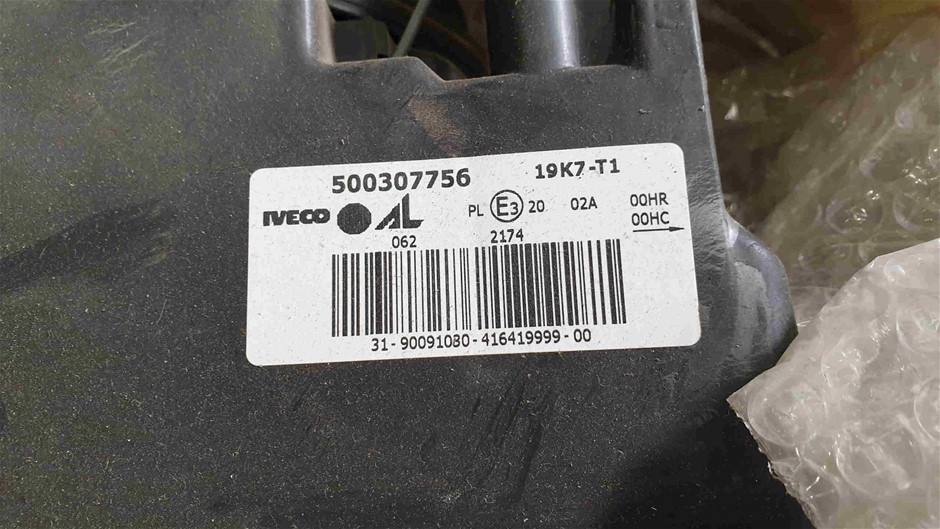 500307756 19K7-T1
IVECO AL PL E3 20 02A 00HR
00HC
062 2174
31-90091080-416419999-00